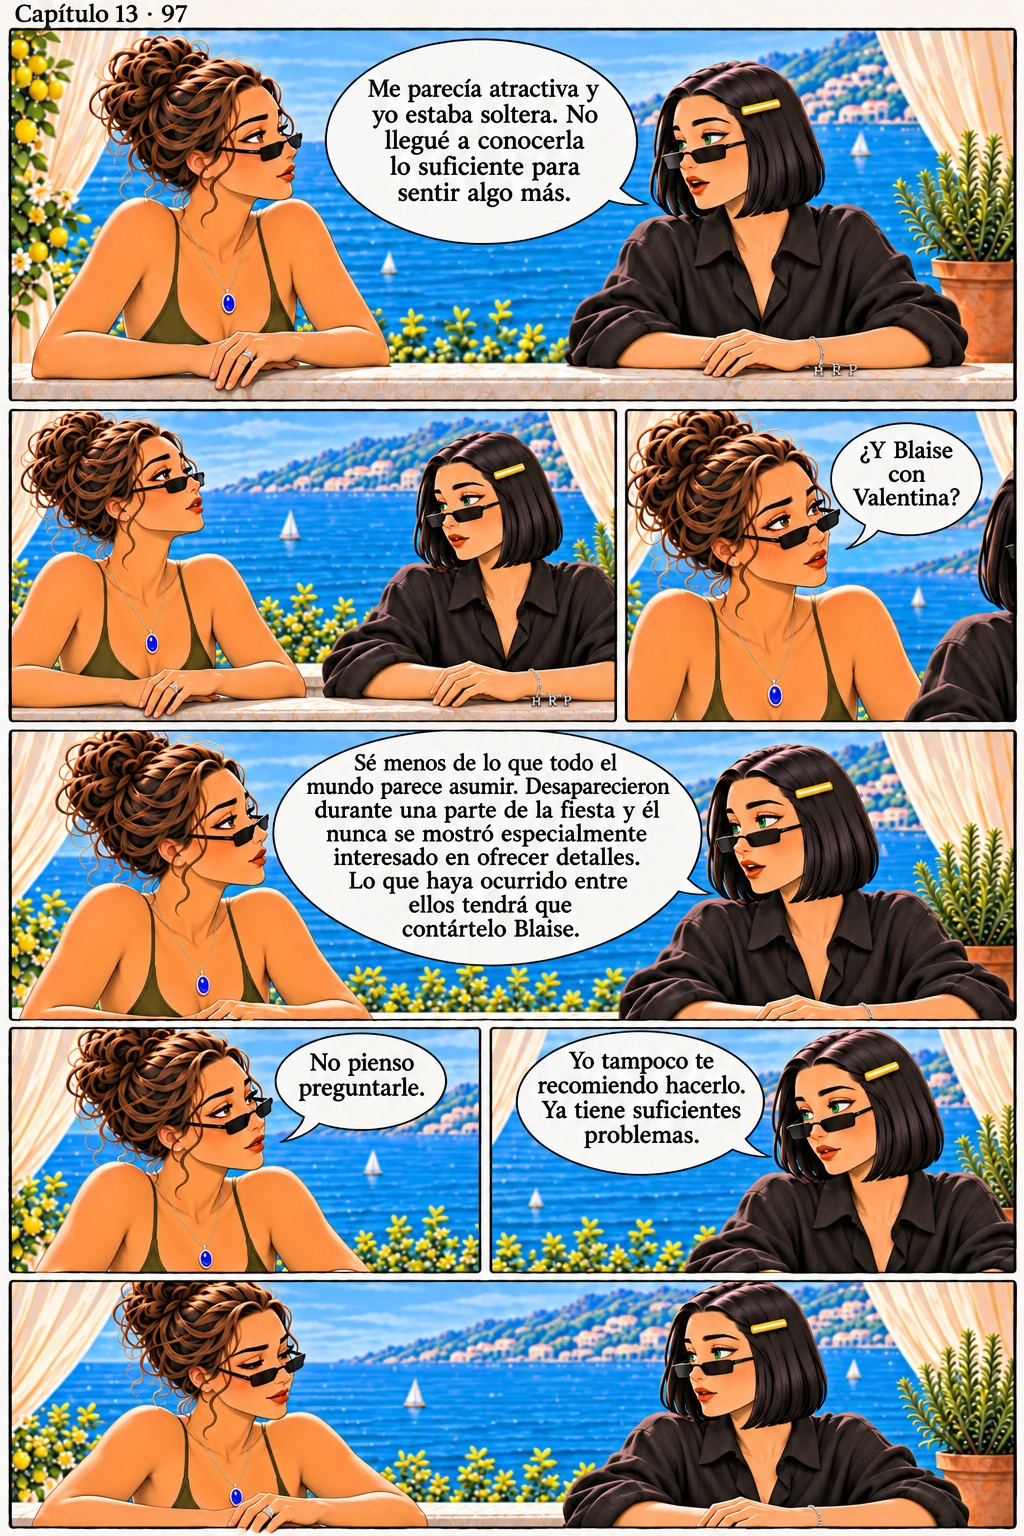 Capítulo 13 · 97
Me parecía atractiva y
yo estaba soltera. No
llegué a conocerla
lo suficiente para
sentir algo más.
H R P
H R P
¿Y Blaise
con
Valentina?
Sé menos de lo que todo el
mundo parece asumir. Desaparecieron
durante una parte de la fiesta y él
nunca se mostró especialmente
interesado en ofrecer detalles.
Lo que haya ocurrido entre
ellos tendrá que
contártelo Blaise.
No pienso
preguntarle.
Yo tampoco te
recomiendo hacerlo.
Ya tiene suficientes
problemas.